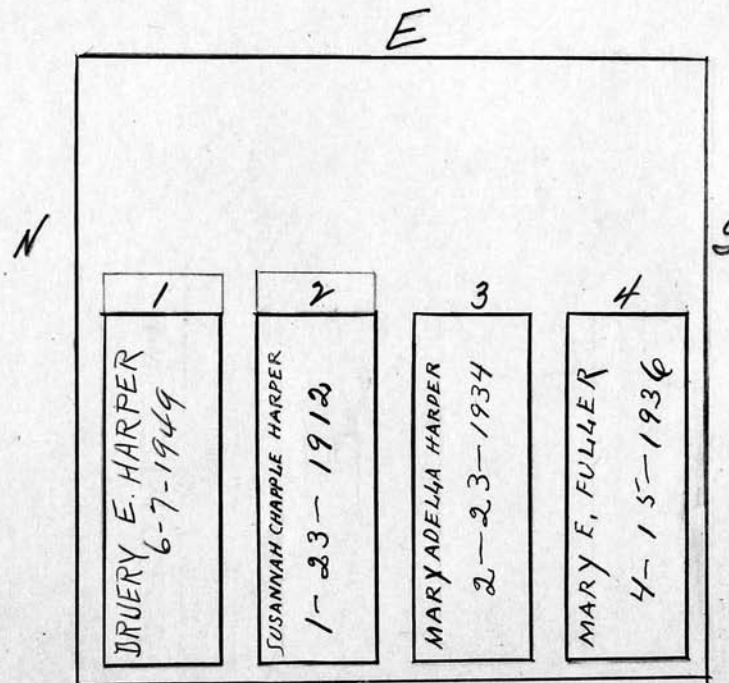 E
N
S
1
2
3
4
DRUERY E. HARPER
6-7-1949
SUSANNAH CHAPPLE HARPER
1-23-1912
MARY ADELLA HARPER
2-23-1934
MARY E. FULLER
4-15-1936